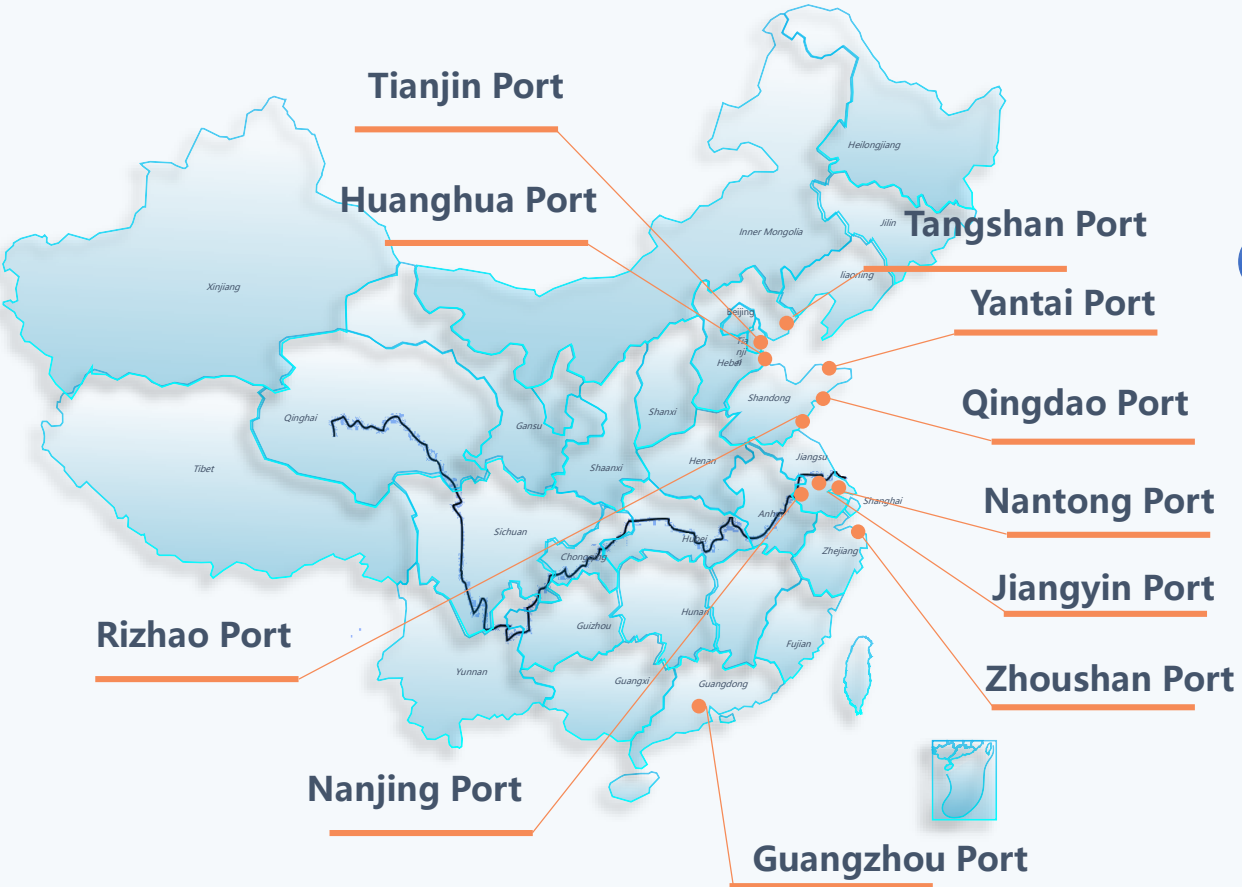 Tianjin Port
Heilongjiang
Huanghua Port
Jilin
Tangshan Port
Inner Mongolia
liaoning
Xinjiang
Yantai Port
Beijing
Tia
nji
Hebei
Shandong
Qingdao Port
Shanxi
Qinghai
Gansu
Jiangsu
Henan
Tibet
Shaanxi
Nantong Port
Shanghai
Anhui
Sichuan
Hubei
Zhejiang
Chongqing
Jiangyin Port
Hunan
Guizhou
Rizhao Port
Fujian
Yunnan
Guangxi
Guangdong
Zhoushan Port
Nanjing Port
Guangzhou Port